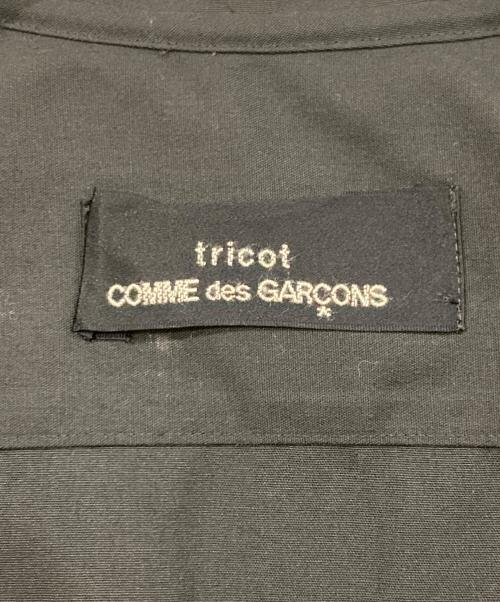 tricot
COMME des GARÇONS
*